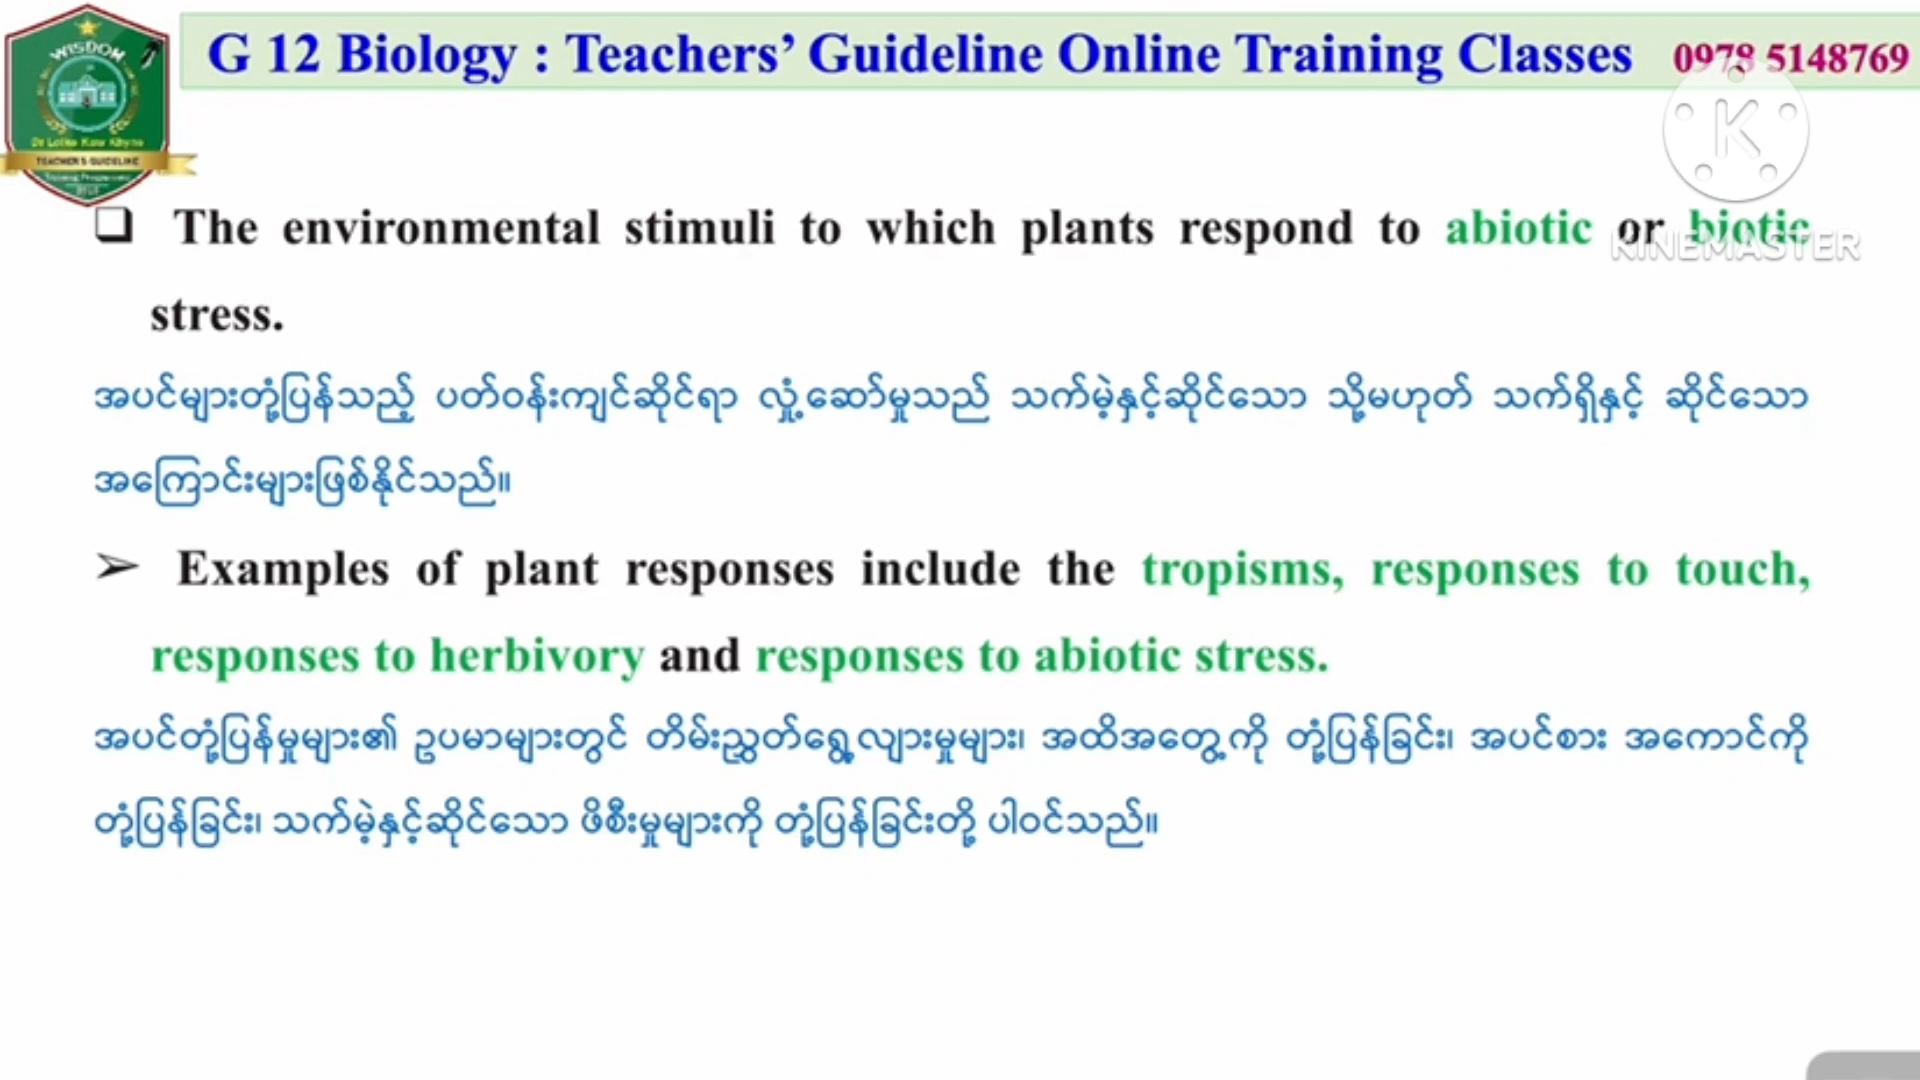 WISDOM
TEACHER'S GUIDELINE
G 12 Biology : Teachers’ Guideline Online Training Classes 0978 5148769
KINEMASTER
❑ The environmental stimuli to which plants respond to abiotic or biotic
stress.
အပင်များတုံ့ပြန်သည့် ပတ်ဝန်းကျင်ဆိုင်ရာ လှုံ့ဆော်မှုသည် သက်မဲ့နှင့်ဆိုင်သော သို့မဟုတ် သက်ရှိနှင့် ဆိုင်သော
အကြောင်းများဖြစ်နိုင်သည်။
➢ Examples of plant responses include the tropisms, responses to touch,
responses to herbivory and responses to abiotic stress.
အပင်တုံ့ပြန်မှုများ၏ ဥပမာများတွင် တိမ်းညွှတ်ရွေ့လျားမှုများ၊ အထိအတွေ့ကို တုံ့ပြန်ခြင်း၊ အပင်စား အကောင်ကို
တုံ့ပြန်ခြင်း၊ သက်မဲ့နှင့်ဆိုင်သော ဖိစီးမှုများကို တုံ့ပြန်ခြင်းတို့ ပါဝင်သည်။